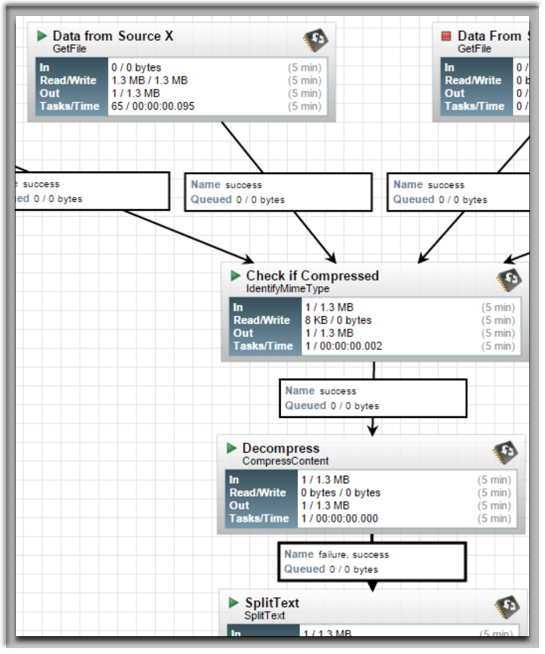 Data from Source X
GetFile
In 0 / 0 bytes (5 min)
Read/Write 1.3 MB / 1.3 MB (5 min)
Out 1 / 1.3 MB (5 min)
Tasks/Time 65 / 00:00:00.095 (5 min)
Data From
GetFile
In 0 /
Read/Write 0 b
Out 0 /
Tasks/Time 0 /
success
0 / 0 bytes
Name success
Queued 0 / 0 bytes
Name success
Queued 0 / 0 bytes
Check if Compressed
IdentifyMimeType
In 1 / 1.3 MB (5 min)
Read/Write 8 KB / 0 bytes (5 min)
Out 1 / 1.3 MB (5 min)
Tasks/Time 1 / 00:00:00.002 (5 min)
Name success
Queued 0 / 0 bytes
Decompress
CompressContent
In 1 / 1.3 MB (5 min)
Read/Write 0 bytes / 0 bytes (5 min)
Out 1 / 1.3 MB (5 min)
Tasks/Time 1 / 00:00:00.000 (5 min)
Name failure, success
Queued 0 / 0 bytes
SplitText
SplitText
In 1 / 1.3 MB (5 min)